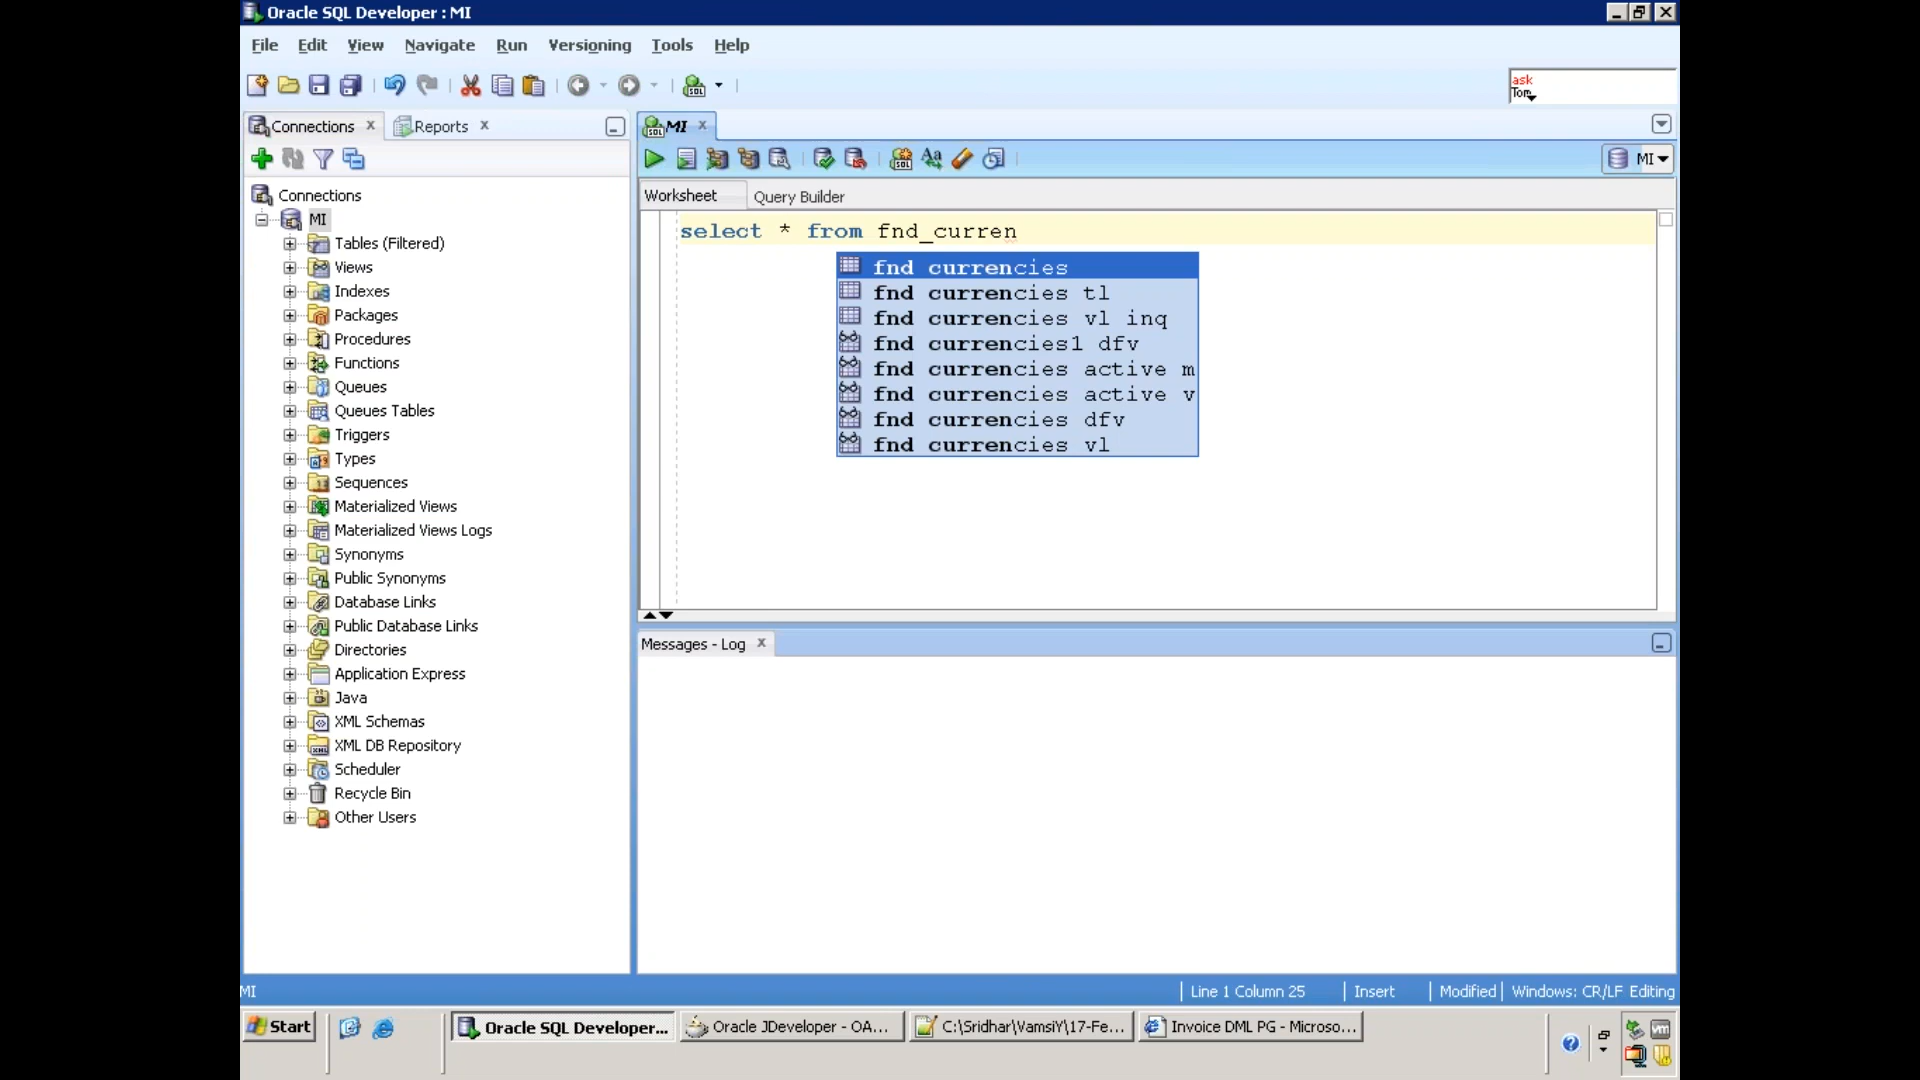 Oracle SQL Developer : MI
File Edit View Navigate Run Versioning Tools Help
ask
Tom
Connections
Reports
MI
MI
Worksheet
Query Builder
Connections
MI
Tables (Filtered)
Views
Indexes
Packages
Procedures
Functions
Queues
Queues Tables
Triggers
Types
Sequences
Materialized Views
Materialized Views Logs
Synonyms
Public Synonyms
Database Links
Public Database Links
Directories
Application Express
Java
XML Schemas
XML DB Repository
Scheduler
Recycle Bin
Other Users
select * from fnd_curren
fnd currencies
fnd currencies tl
fnd currencies vl inq
fnd currencies1 dfv
fnd currencies active m
fnd currencies active v
fnd currencies dfv
fnd currencies vl
Messages - Log
MI
Line 1 Column 25
Insert
Modified
Windows: CR/LF Editing
Start
Oracle SQL Developer...
Oracle JDeveloper - OA...
C:\Sridhar\VamsiY\17-Fe...
Invoice DML PG - Microso...